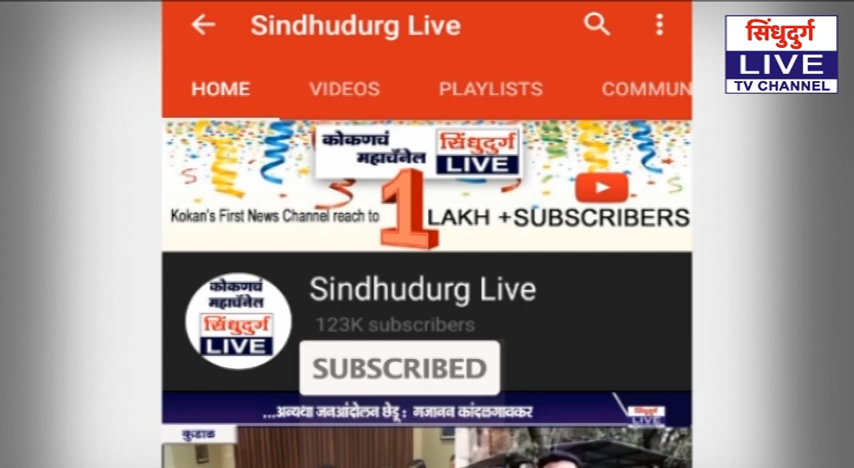 Sindhudurg Live
सिंधुदुर्ग
LIVE
TV CHANNEL
HOME VIDEOS PLAYLISTS COMMUN
कोकणचं
महाचॅनेल
सिंधुदुर्ग
LIVE
Kokan's First News Channel reach to 1 LAKH +SUBSCRIBERS
कोकणचं
महाचॅनेल
सिंधुदुर्ग
LIVE
Sindhudurg Live
123K subscribers
SUBSCRIBED
...अन्यथा जनआंदोलन छेडू : गजानन कांदळगावकर
सिंधुदुर्ग
LIVE
कुडाळ